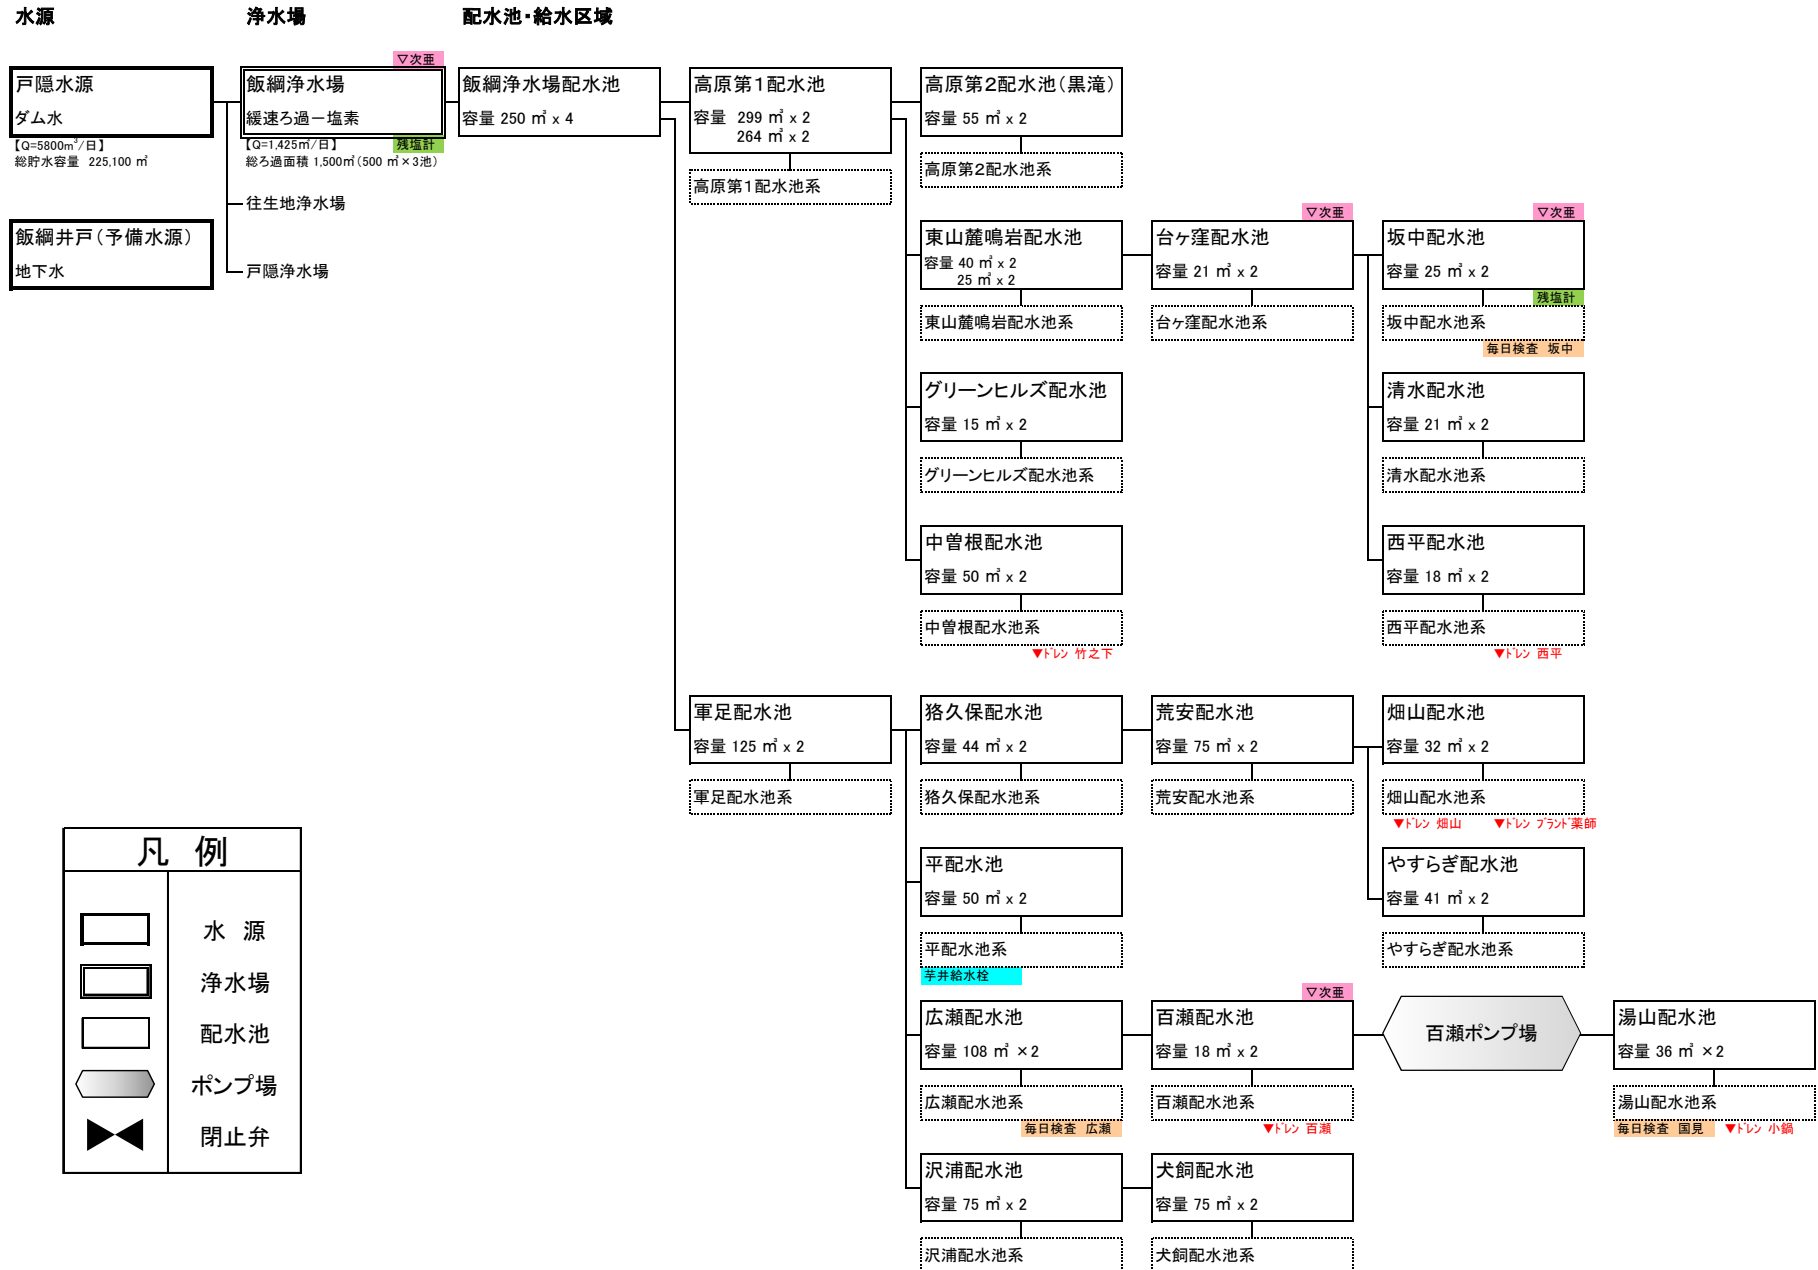 水源
浄水場
配水池・給水区域
戸隠水源
ダム水
【Q=5800㎥/日】
総貯水容量 225,100 ㎥
飯綱井戸（予備水源）
地下水
▽次亜
飯綱浄水場
緩速ろ過－塩素
【Q=1,425㎥/日】
残塩計
総ろ過面積 1,500㎡（500 ㎡×3池）
往生地浄水場
戸隠浄水場
飯綱浄水場配水池
容量 250 ㎥ x 4
高原第1配水池
容量 299 ㎥ x 2
264 ㎥ x 2
高原第1配水池系
高原第2配水池（黒滝）
容量 55 ㎥ x 2
高原第2配水池系
東山麓鳴岩配水池
容量 40 ㎥ x 2
25 ㎥ x 2
東山麓鳴岩配水池系
▽次亜
台ヶ窪配水池
容量 21 ㎥ x 2
台ヶ窪配水池系
▽次亜
坂中配水池
容量 25 ㎥ x 2
残塩計
坂中配水池系
毎日検査 坂中
グリーンヒルズ配水池
容量 15 ㎥ x 2
グリーンヒルズ配水池系
清水配水池
容量 21 ㎥ x 2
清水配水池系
中曽根配水池
容量 50 ㎥ x 2
中曽根配水池系
▼ﾄﾞﾚﾝ 竹之下
西平配水池
容量 18 ㎥ x 2
西平配水池系
▼ﾄﾞﾚﾝ 西平
軍足配水池
容量 125 ㎥ x 2
軍足配水池系
狢久保配水池
容量 44 ㎥ x 2
狢久保配水池系
荒安配水池
容量 75 ㎥ x 2
荒安配水池系
畑山配水池
容量 32 ㎥ x 2
畑山配水池系
▼ﾄﾞﾚﾝ 畑山
▼ﾄﾞﾚﾝ ﾌﾞﾗﾝﾄﾞ薬師
平配水池
容量 50 ㎥ x 2
平配水池系
芋井給水栓
やすらぎ配水池
容量 41 ㎥ x 2
やすらぎ配水池系
広瀬配水池
容量 108 ㎥ ×2
広瀬配水池系
毎日検査 広瀬
▽次亜
百瀬配水池
容量 18 ㎥ x 2
百瀬配水池系
▼ﾄﾞﾚﾝ 百瀬
百瀬ポンプ場
湯山配水池
容量 36 ㎥ ×2
湯山配水池系
毎日検査 国見
▼ﾄﾞﾚﾝ 小鍋
沢浦配水池
容量 75 ㎥ x 2
沢浦配水池系
犬飼配水池
容量 75 ㎥ x 2
犬飼配水池系
凡 例
水 源
浄水場
配水池
ポンプ場
閉止弁